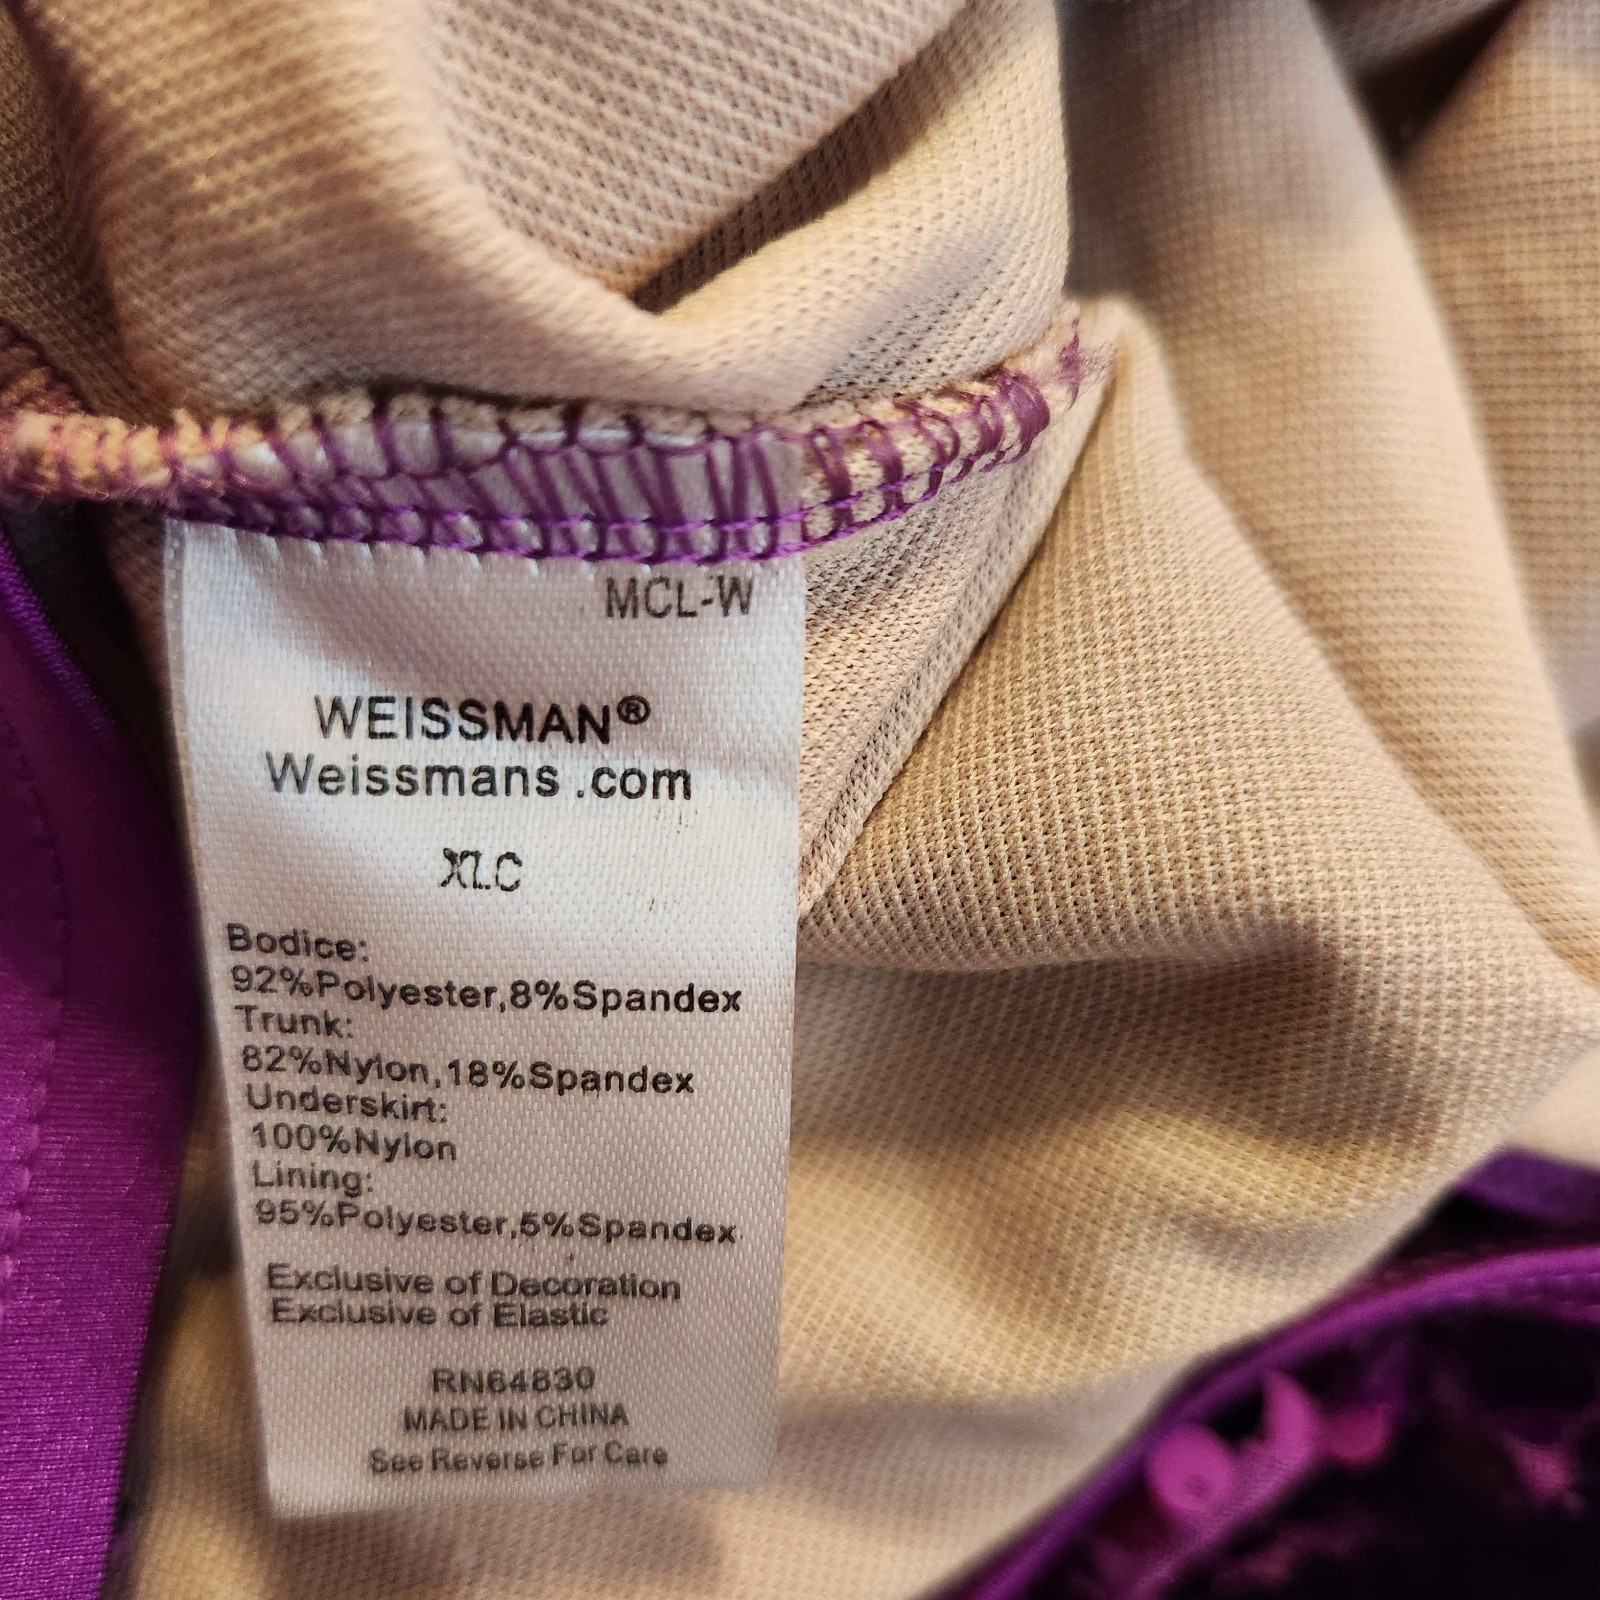 MCL-W
WEISSMAN®
Weissmans .com
XLC
Bodice:
92%Polyester,8%Spandex
Trunk:
82%Nylon,18%Spandex
Underskirt:
100%Nylon
Lining:
95%Polyester,5%Spandex
Exclusive of Decoration
Exclusive of Elastic
RN64830
MADE IN CHINA
See Reverse For Care